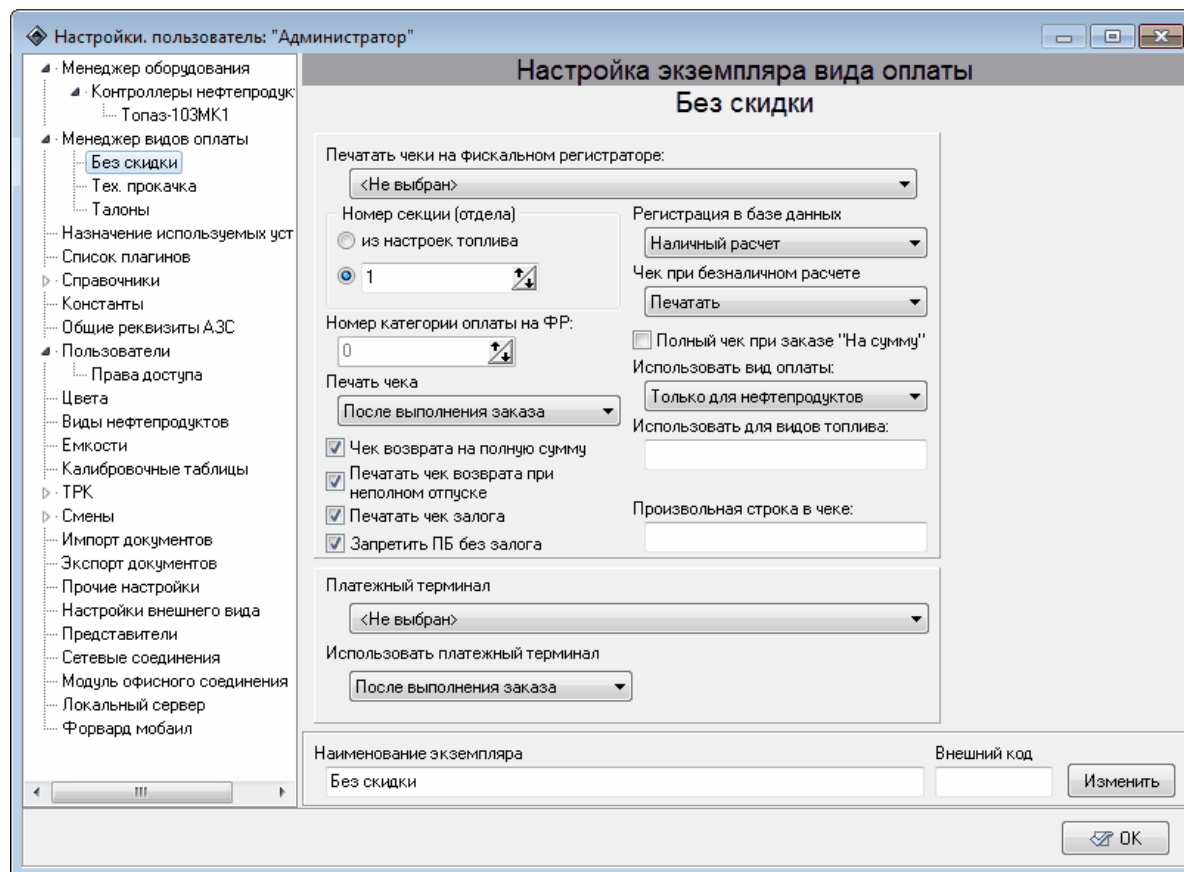 Настройки. пользователь: "Администратор"
Менеджер оборудования
Контроллеры нефтепродук
Топаз-103МК1
Менеджер видов оплаты
Без скидки
Тех. прокачка
Талоны
Назначение используемых уст
Список плагинов
Справочники
Константы
Общие реквизиты АЗС
Пользователи
Права доступа
Цвета
Виды нефтепродуктов
Емкости
Калибровочные таблицы
ТРК
Смены
Импорт документов
Экспорт документов
Прочие настройки
Настройки внешнего вида
Представители
Сетевые соединения
Модуль офисного соединения
Локальный сервер
Форвард мобаил
Настройка экземпляра вида оплаты
Без скидки
Печатать чеки на фискальном регистраторе:
<Не выбран>
Номер секции (отдела)
из настроек топлива
1
Номер категории оплаты на ФР:
0
Печать чека
После выполнения заказа
Чек возврата на полную сумму
Печатать чек возврата при
неполном отпуске
Печатать чек залога
Запретить ПБ без залога
Регистрация в базе данных
Наличный расчет
Чек при безналичном расчете
Печатать
Полный чек при заказе "На сумму"
Использовать вид оплаты:
Только для нефтепродуктов
Использовать для видов топлива:
Произвольная строка в чеке:
Платежный терминал
<Не выбран>
Использовать платежный терминал
После выполнения заказа
Наименование экземпляра
Без скидки
Внешний код
Изменить
OK